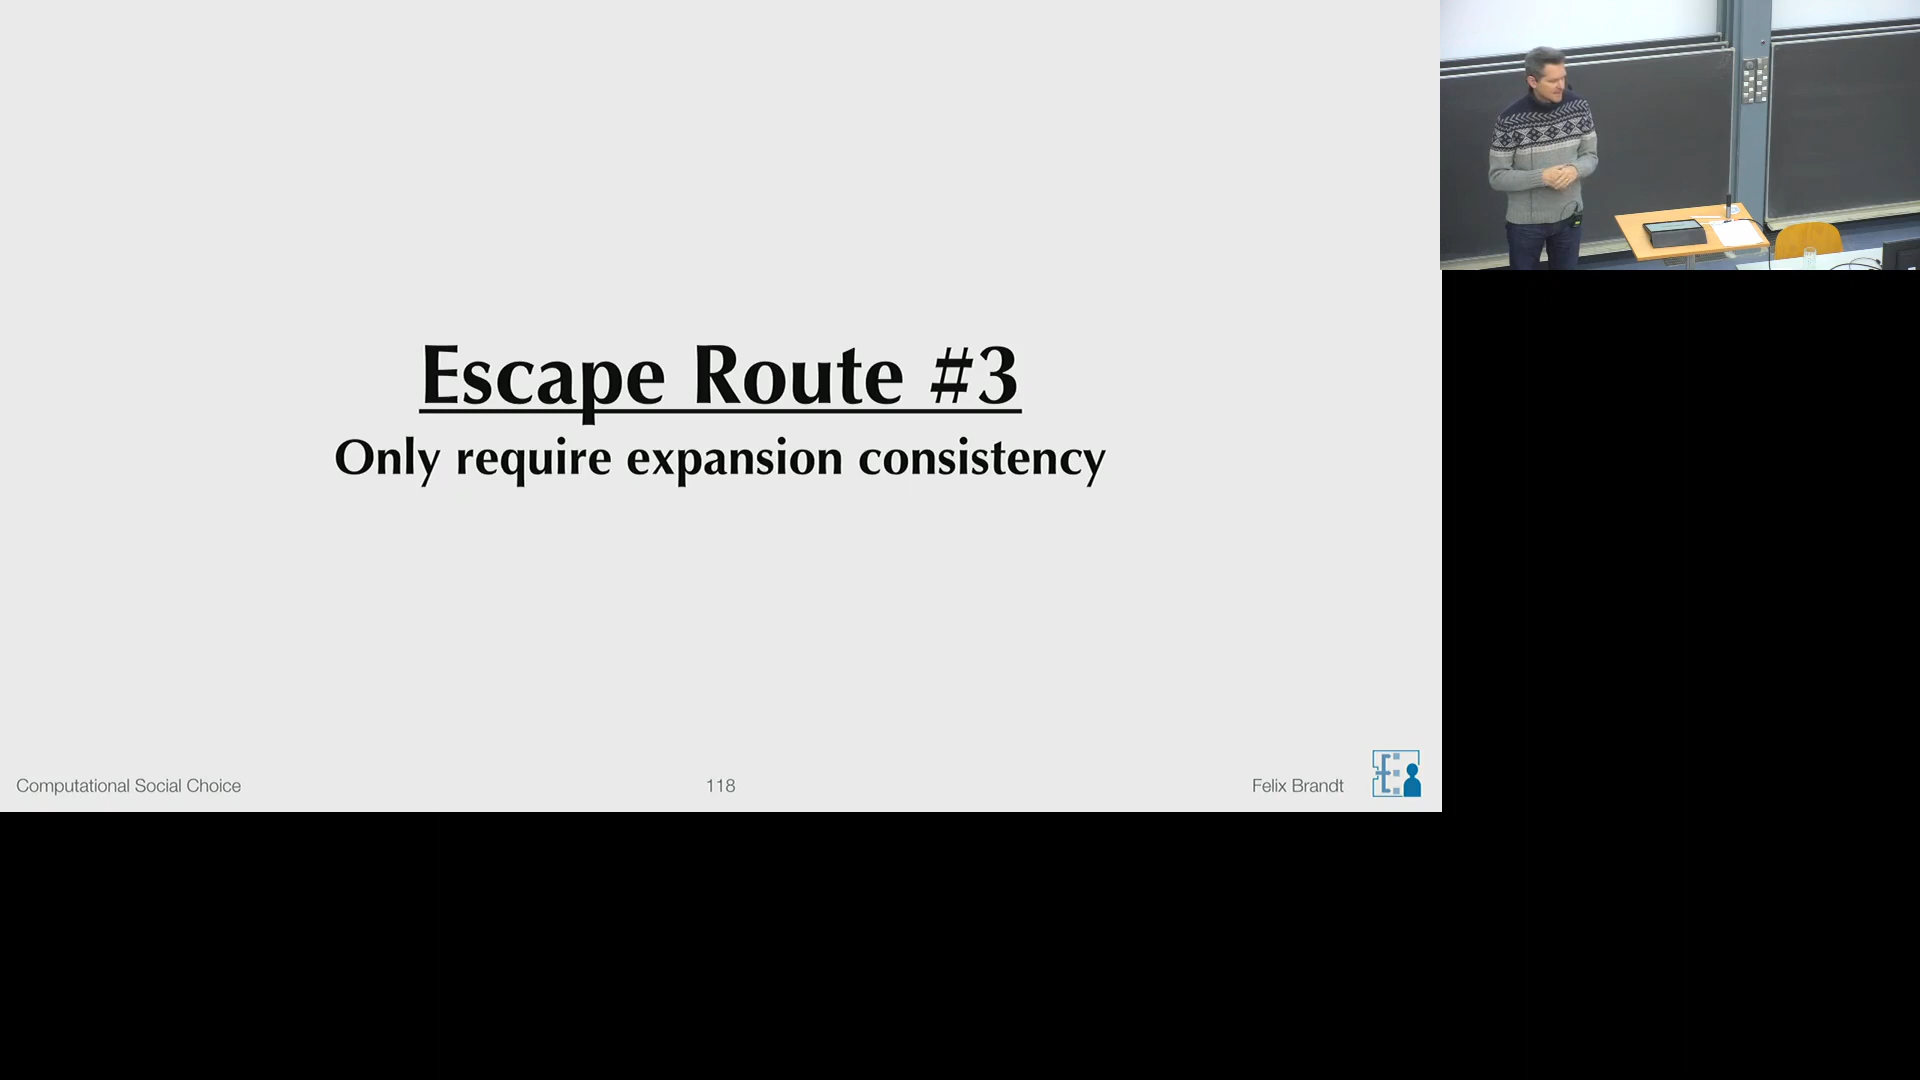 Escape Route #3
Only require expansion consistency
Computational Social Choice
118
Felix Brandt